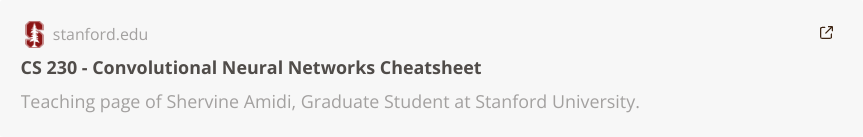 stanford.edu
CS 230 - Convolutional Neural Networks Cheatsheet
Teaching page of Shervine Amidi, Graduate Student at Stanford University.